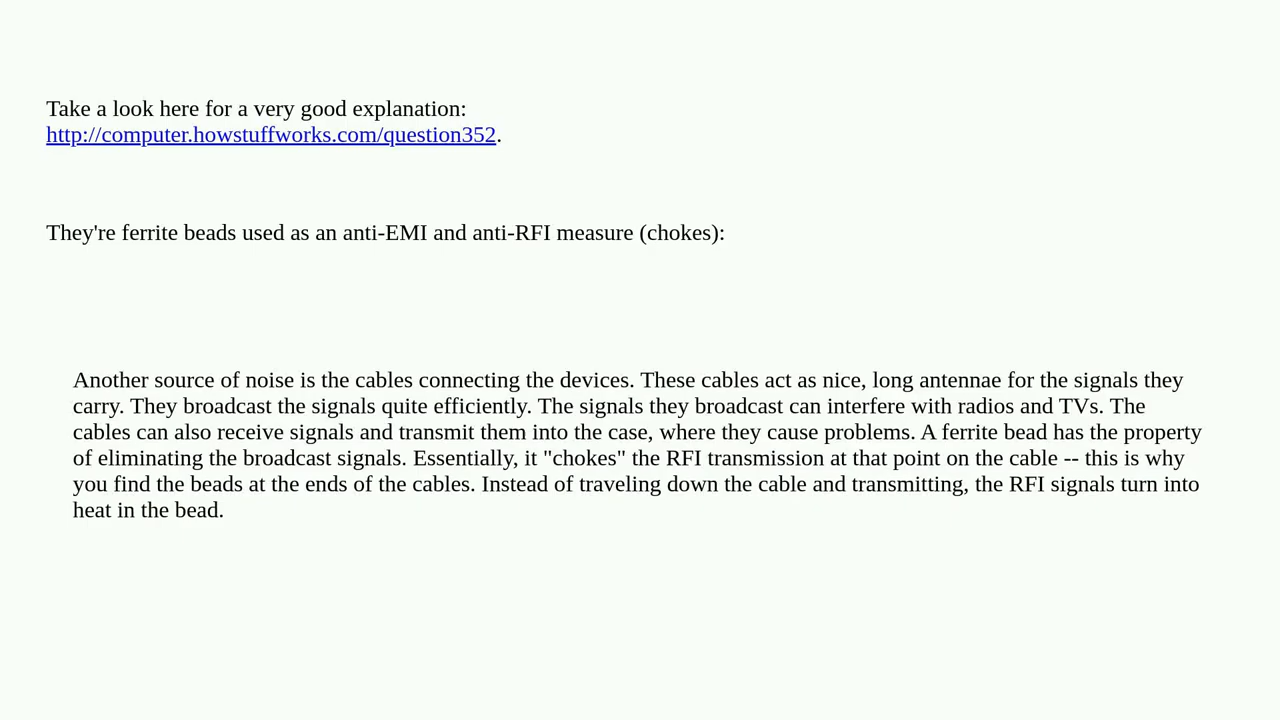 Take a look here for a very good explanation:
http://computer.howstuffworks.com/question352.
They're ferrite beads used as an anti-EMI and anti-RFI measure (chokes):
Another source of noise is the cables connecting the devices. These cables act as nice, long antennae for the signals they
carry. They broadcast the signals quite efficiently. The signals they broadcast can interfere with radios and TVs. The
cables can also receive signals and transmit them into the case, where they cause problems. A ferrite bead has the property
of eliminating the broadcast signals. Essentially, it "chokes" the RFI transmission at that point on the cable -- this is why
you find the beads at the ends of the cables. Instead of traveling down the cable and transmitting, the RFI signals turn into
heat in the bead.